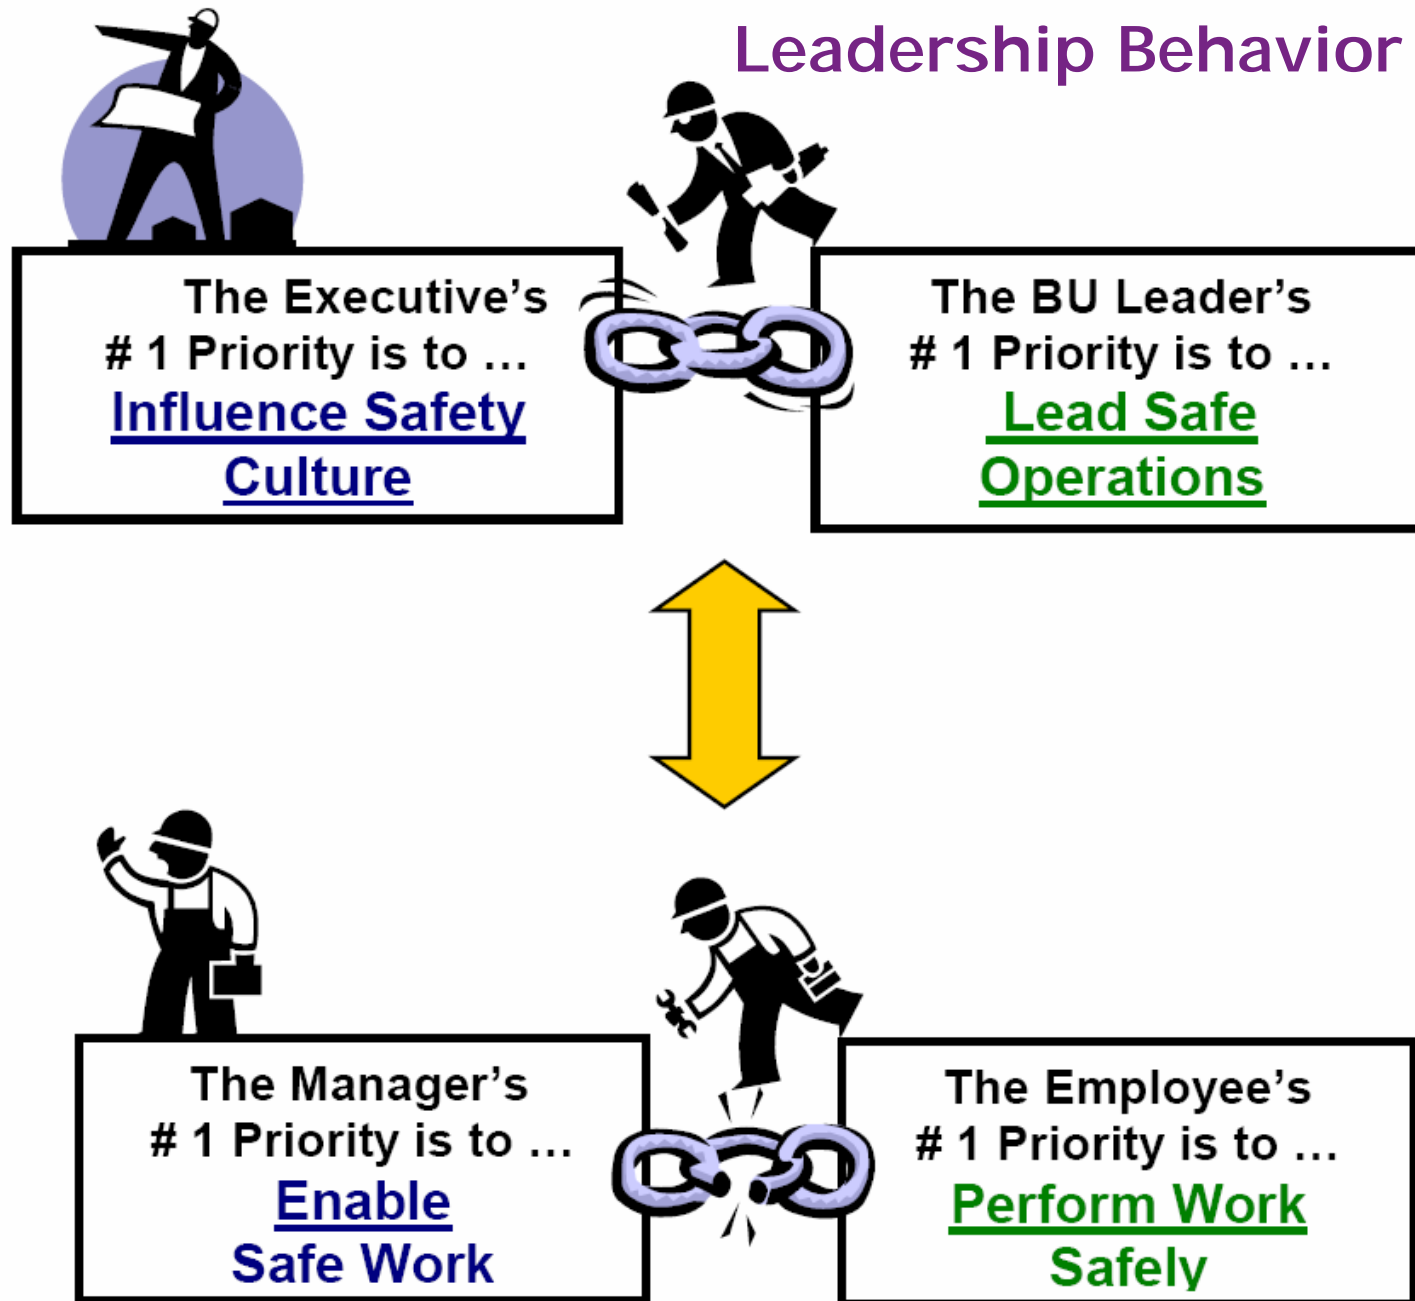 Leadership Behavior
The Executive’s
# 1 Priority is to ...
Influence Safety
Culture
The BU Leader’s
# 1 Priority is to ...
Lead Safe
Operations
The Manager’s
# 1 Priority is to ...
Enable
Safe Work
The Employee’s
# 1 Priority is to ...
Perform Work
Safely